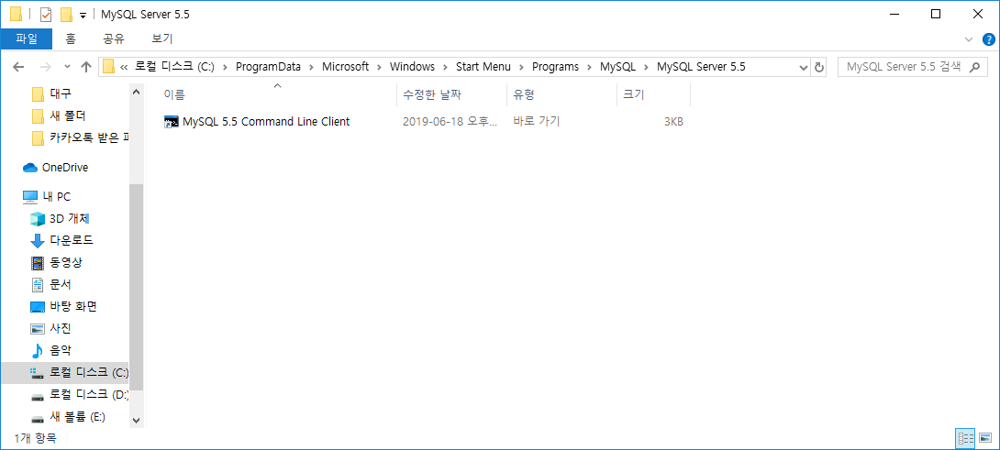 MySQL Server 5.5
파일 홈 공유 보기
« 로컬 디스크 (C:) > ProgramData > Microsoft > Windows > Start Menu > Programs > MySQL > MySQL Server 5.5
MySQL Server 5.5 검색
대구
새 폴더
카카오톡 받은 파
OneDrive
내 PC
3D 개체
다운로드
동영상
문서
바탕 화면
사진
음악
로컬 디스크 (C:)
로컬 디스크 (D:)
새 볼륨 (E:)
이름 수정한 날짜 유형 크기
MySQL 5.5 Command Line Client 2019-06-18 오후... 바로 가기 3KB
1개 항목